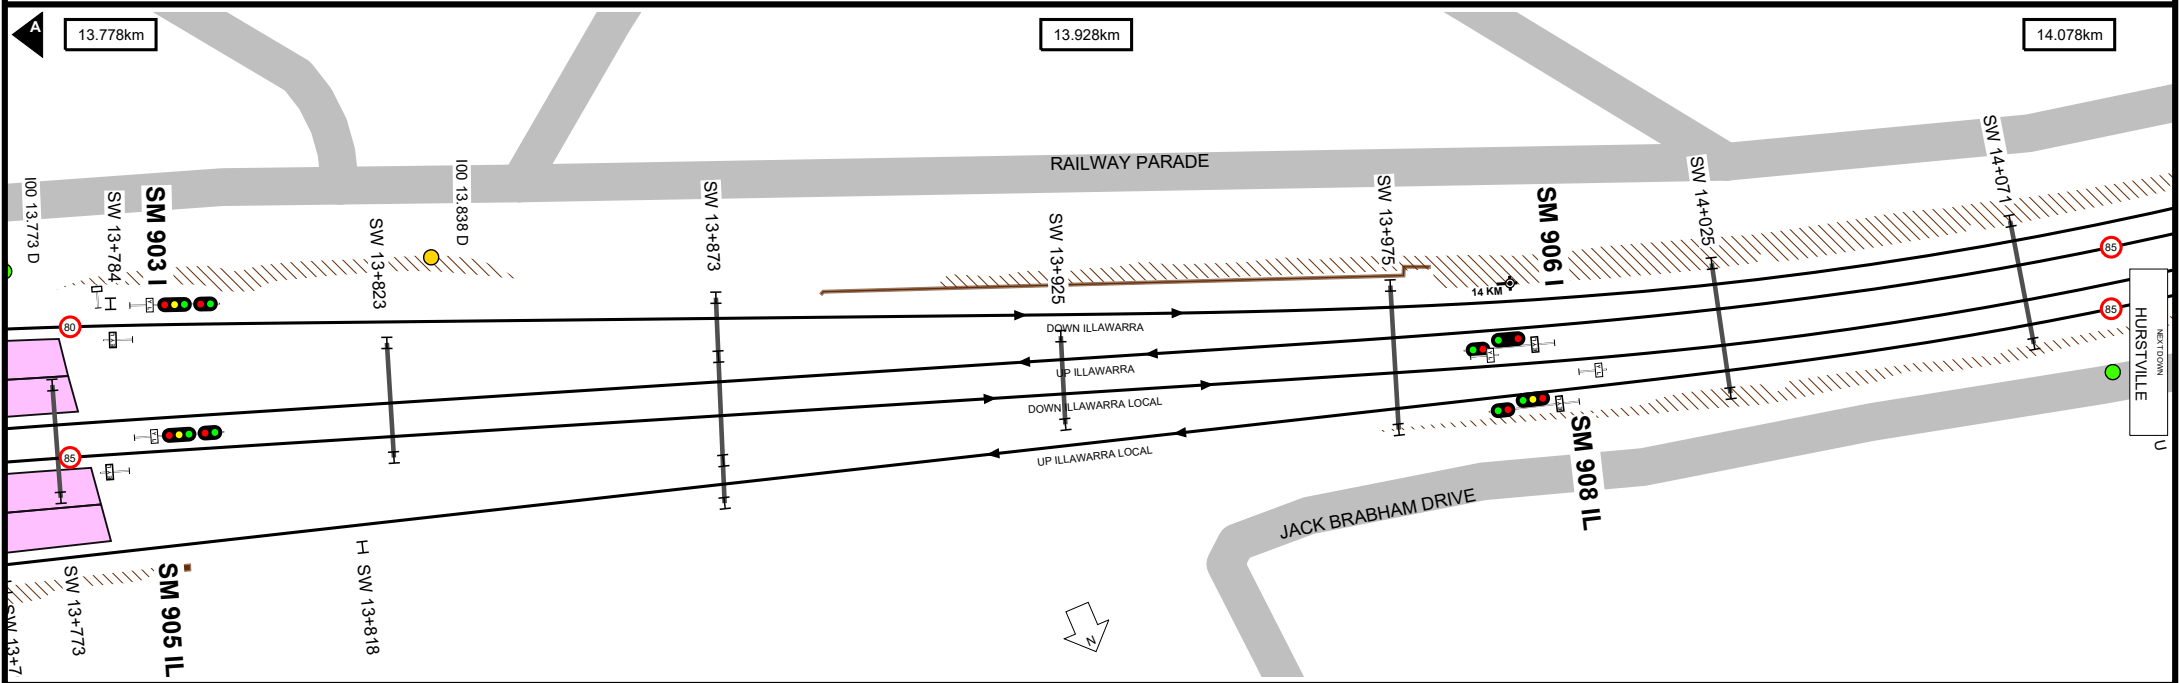 A
13.778km
13.928km
14.078km
RAILWAY PARADE
I00 13.773 D
SW 13+784
SM 903 I
SW 13+823
I00 13.838 D
SW 13+873
SW 13+925
SW 13+975
SM 906 I
SW 14+025
SW 14+071
14 KM
80
85
85
85
DOWN ILLAWARRA
UP ILLAWARRA
DOWN ILLAWARRA LOCAL
UP ILLAWARRA LOCAL
NEXT DOWN
HURSTVILLE
U
SM 908 IL
JACK BRABHAM DRIVE
SW 13+7
SW 13+773
SM 905 IL
SW 13+818
N